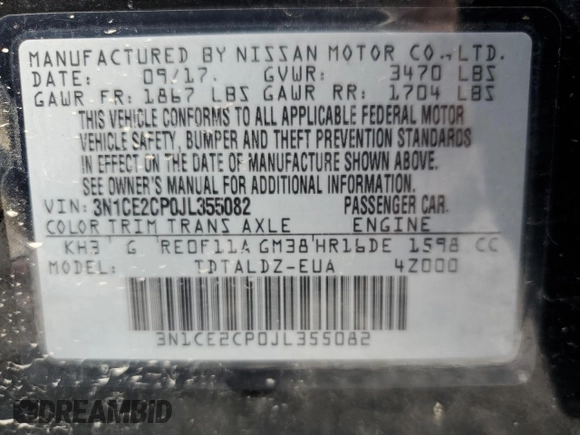 MANUFACTURED BY NISSAN MOTOR CO., LTD.
DATE: 09/17. GVWR: 3470 LBS
GAWR FR: 1867 LBS GAWR RR: 1704 LBS
THIS VEHICLE CONFORMS TO ALL APPLICABLE FEDERAL MOTOR
VEHICLE SAFETY, BUMPER AND THEFT PREVENTION STANDARDS
IN EFFECT ON THE DATE OF MANUFACTURE SHOWN ABOVE.
SEE OWNER'S MANUAL, FOR ADDITIONAL INFORMATION.
VIN: 3N1CE2CP0JL355082 PASSENGER CAR.
COLOR TRIM TRANS AXLE ENGINE
KH3 G RE0F11A GM38 HR16DE 1598 CC
MODEL: TDTALDZ-EUA 4Z000
3N1CE2CP0JL355082
DREAMBID